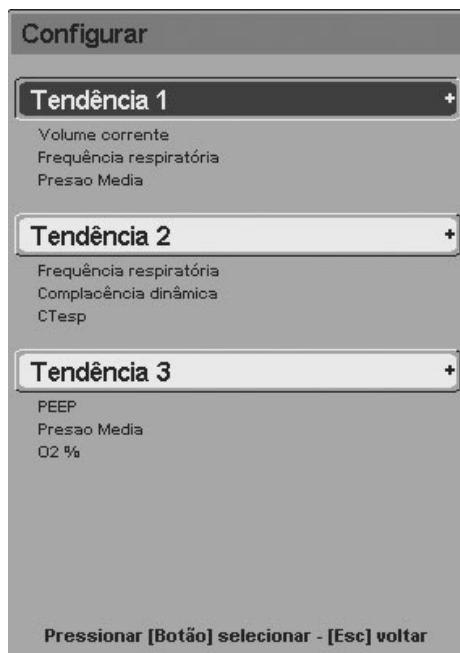 Configurar
Tendência 1 +
Volume corrente
Frequência respiratória
Presao Media
Tendência 2 +
Frequência respiratória
Complacência dinâmica
CTesp
Tendência 3 +
PEEP
Presao Media
O2 %
Pressionar [Botão] selecionar - [Esc] voltar